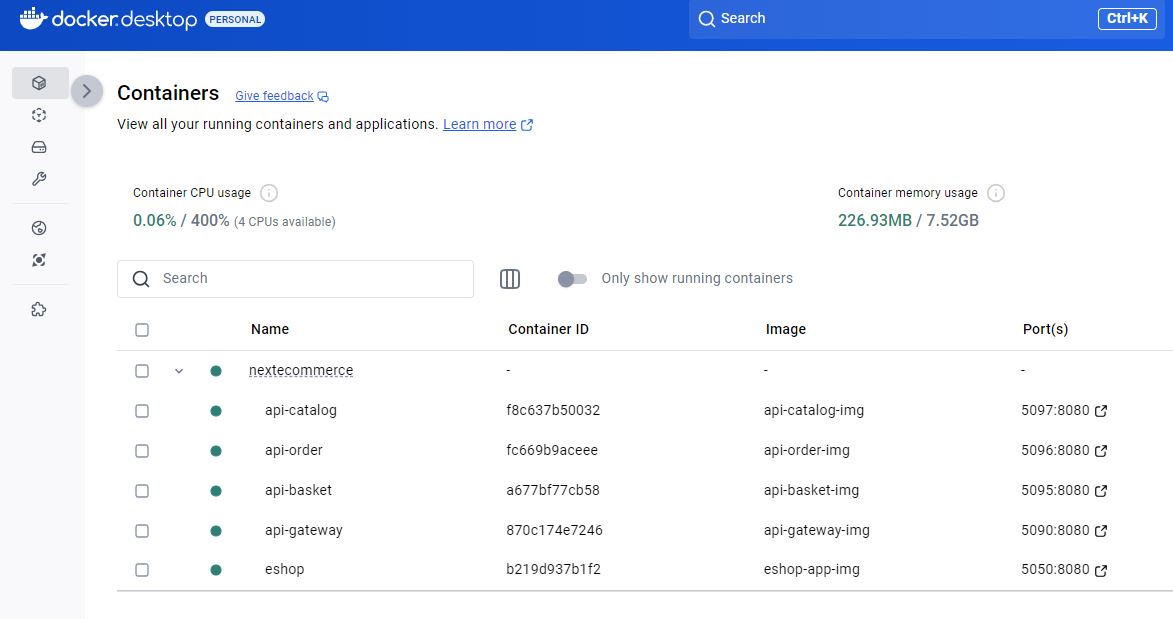 docker.desktop PERSONAL Search Ctrl+K
Containers Give feedback
View all your running containers and applications. Learn more
Container CPU usage Container memory usage
0.06% / 400% (4 CPUs available) 226.93MB / 7.52GB
Search Only show running containers
Name Container ID Image Port(s)
nextecommerce - - -
api-catalog f8c637b50032 api-catalog-img 5097:8080
api-order fc669b9aceee api-order-img 5096:8080
api-basket a677bf77cb58 api-basket-img 5095:8080
api-gateway 870c174e7246 api-gateway-img 5090:8080
eshop b219d937b1f2 eshop-app-img 5050:8080